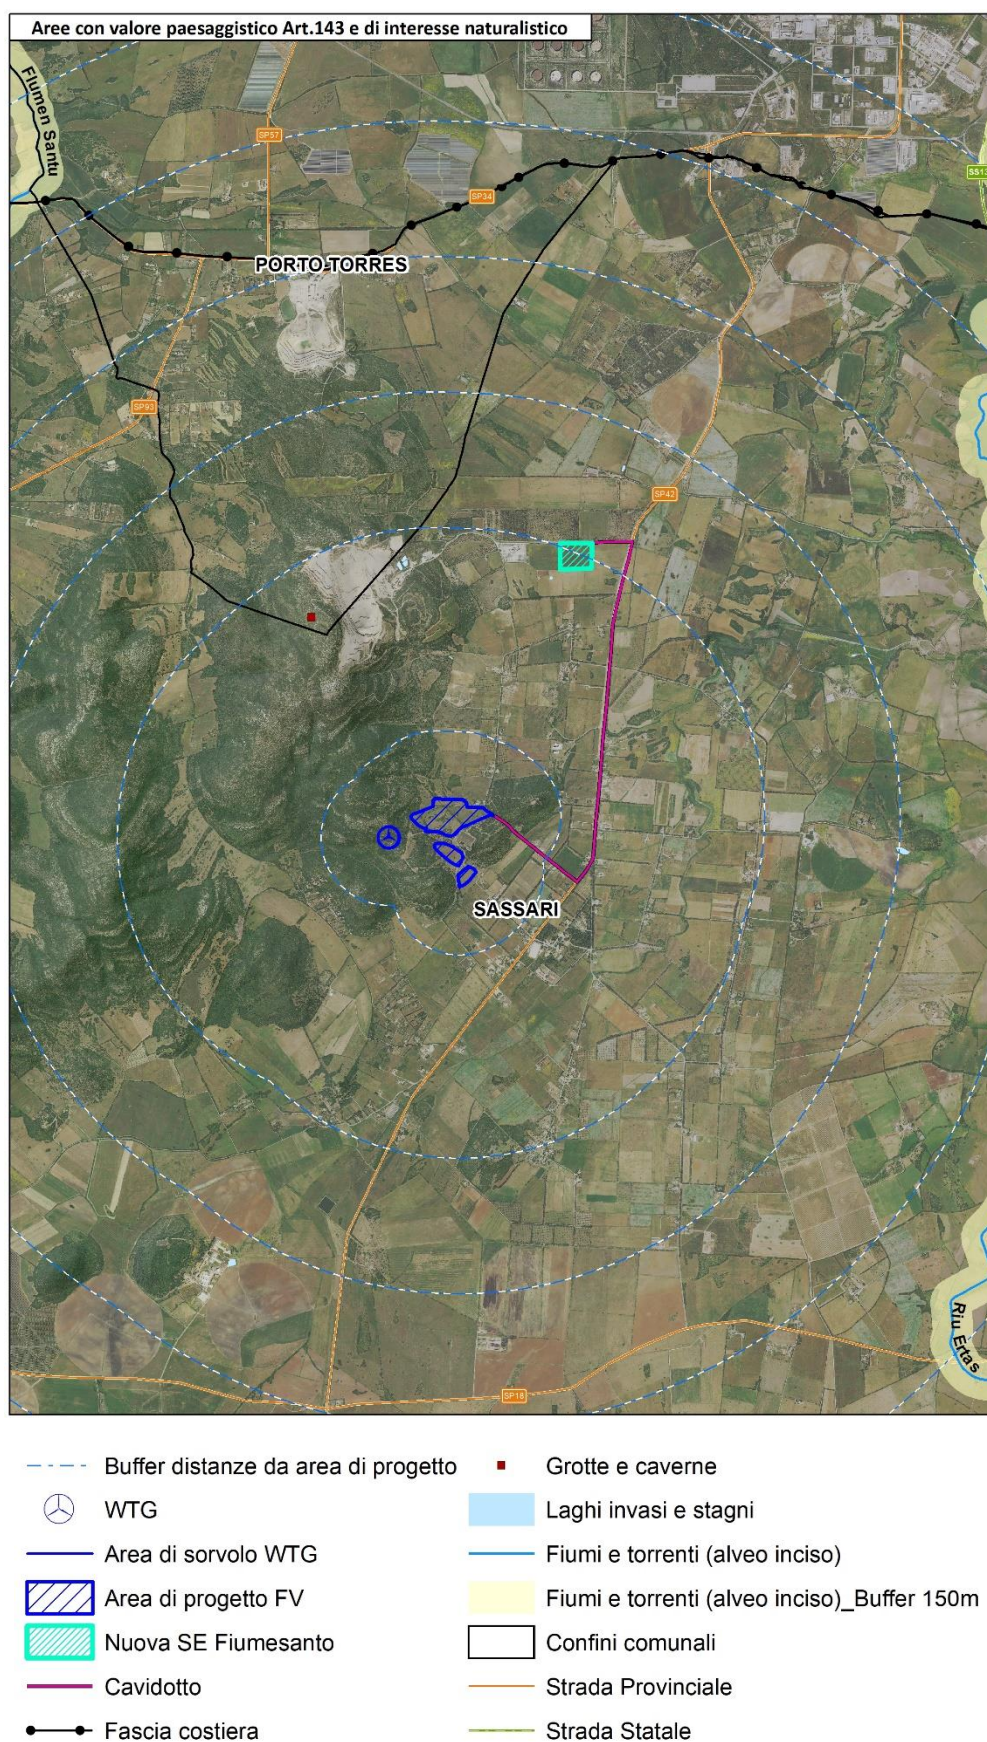 Aree con valore paesaggistico Art.143 e di interesse naturalistico
Fiumen Santu
SP57
SS13
SP34
PORTO TORRES
SP93
SP42
SASSARI
Riu Ertas
SP18
Buffer distanze da area di progetto
WTG
Area di sorvolo WTG
Area di progetto FV
Nuova SE Fiumesanto
Cavidotto
Fascia costiera
Grotte e caverne
Laghi invasi e stagni
Fiumi e torrenti (alveo inciso)
Fiumi e torrenti (alveo inciso)_Buffer 150m
Confini comunali
Strada Provinciale
Strada Statale